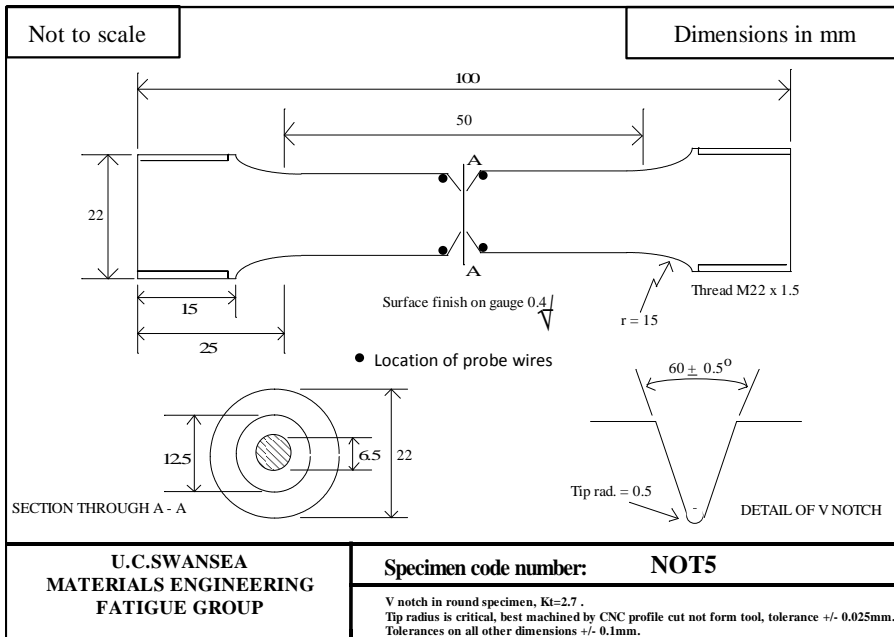 Not to scale
Dimensions in mm
100
50
A
22
A
15
Surface finish on gauge 0.4
Thread M22 x 1.5
r = 15
25
● Location of probe wires
60 ± 0.5°
12.5
6.5
22
Tip rad. = 0.5
SECTION THROUGH A - A
DETAIL OF V NOTCH
U.C.SWANSEA
MATERIALS ENGINEERING
FATIGUE GROUP
Specimen code number: NOT5
V notch in round specimen, Kt=2.7 .
Tip radius is critical, best machined by CNC profile cut not form tool, tolerance +/- 0.025mm.
Tolerances on all other dimensions +/- 0.1mm.